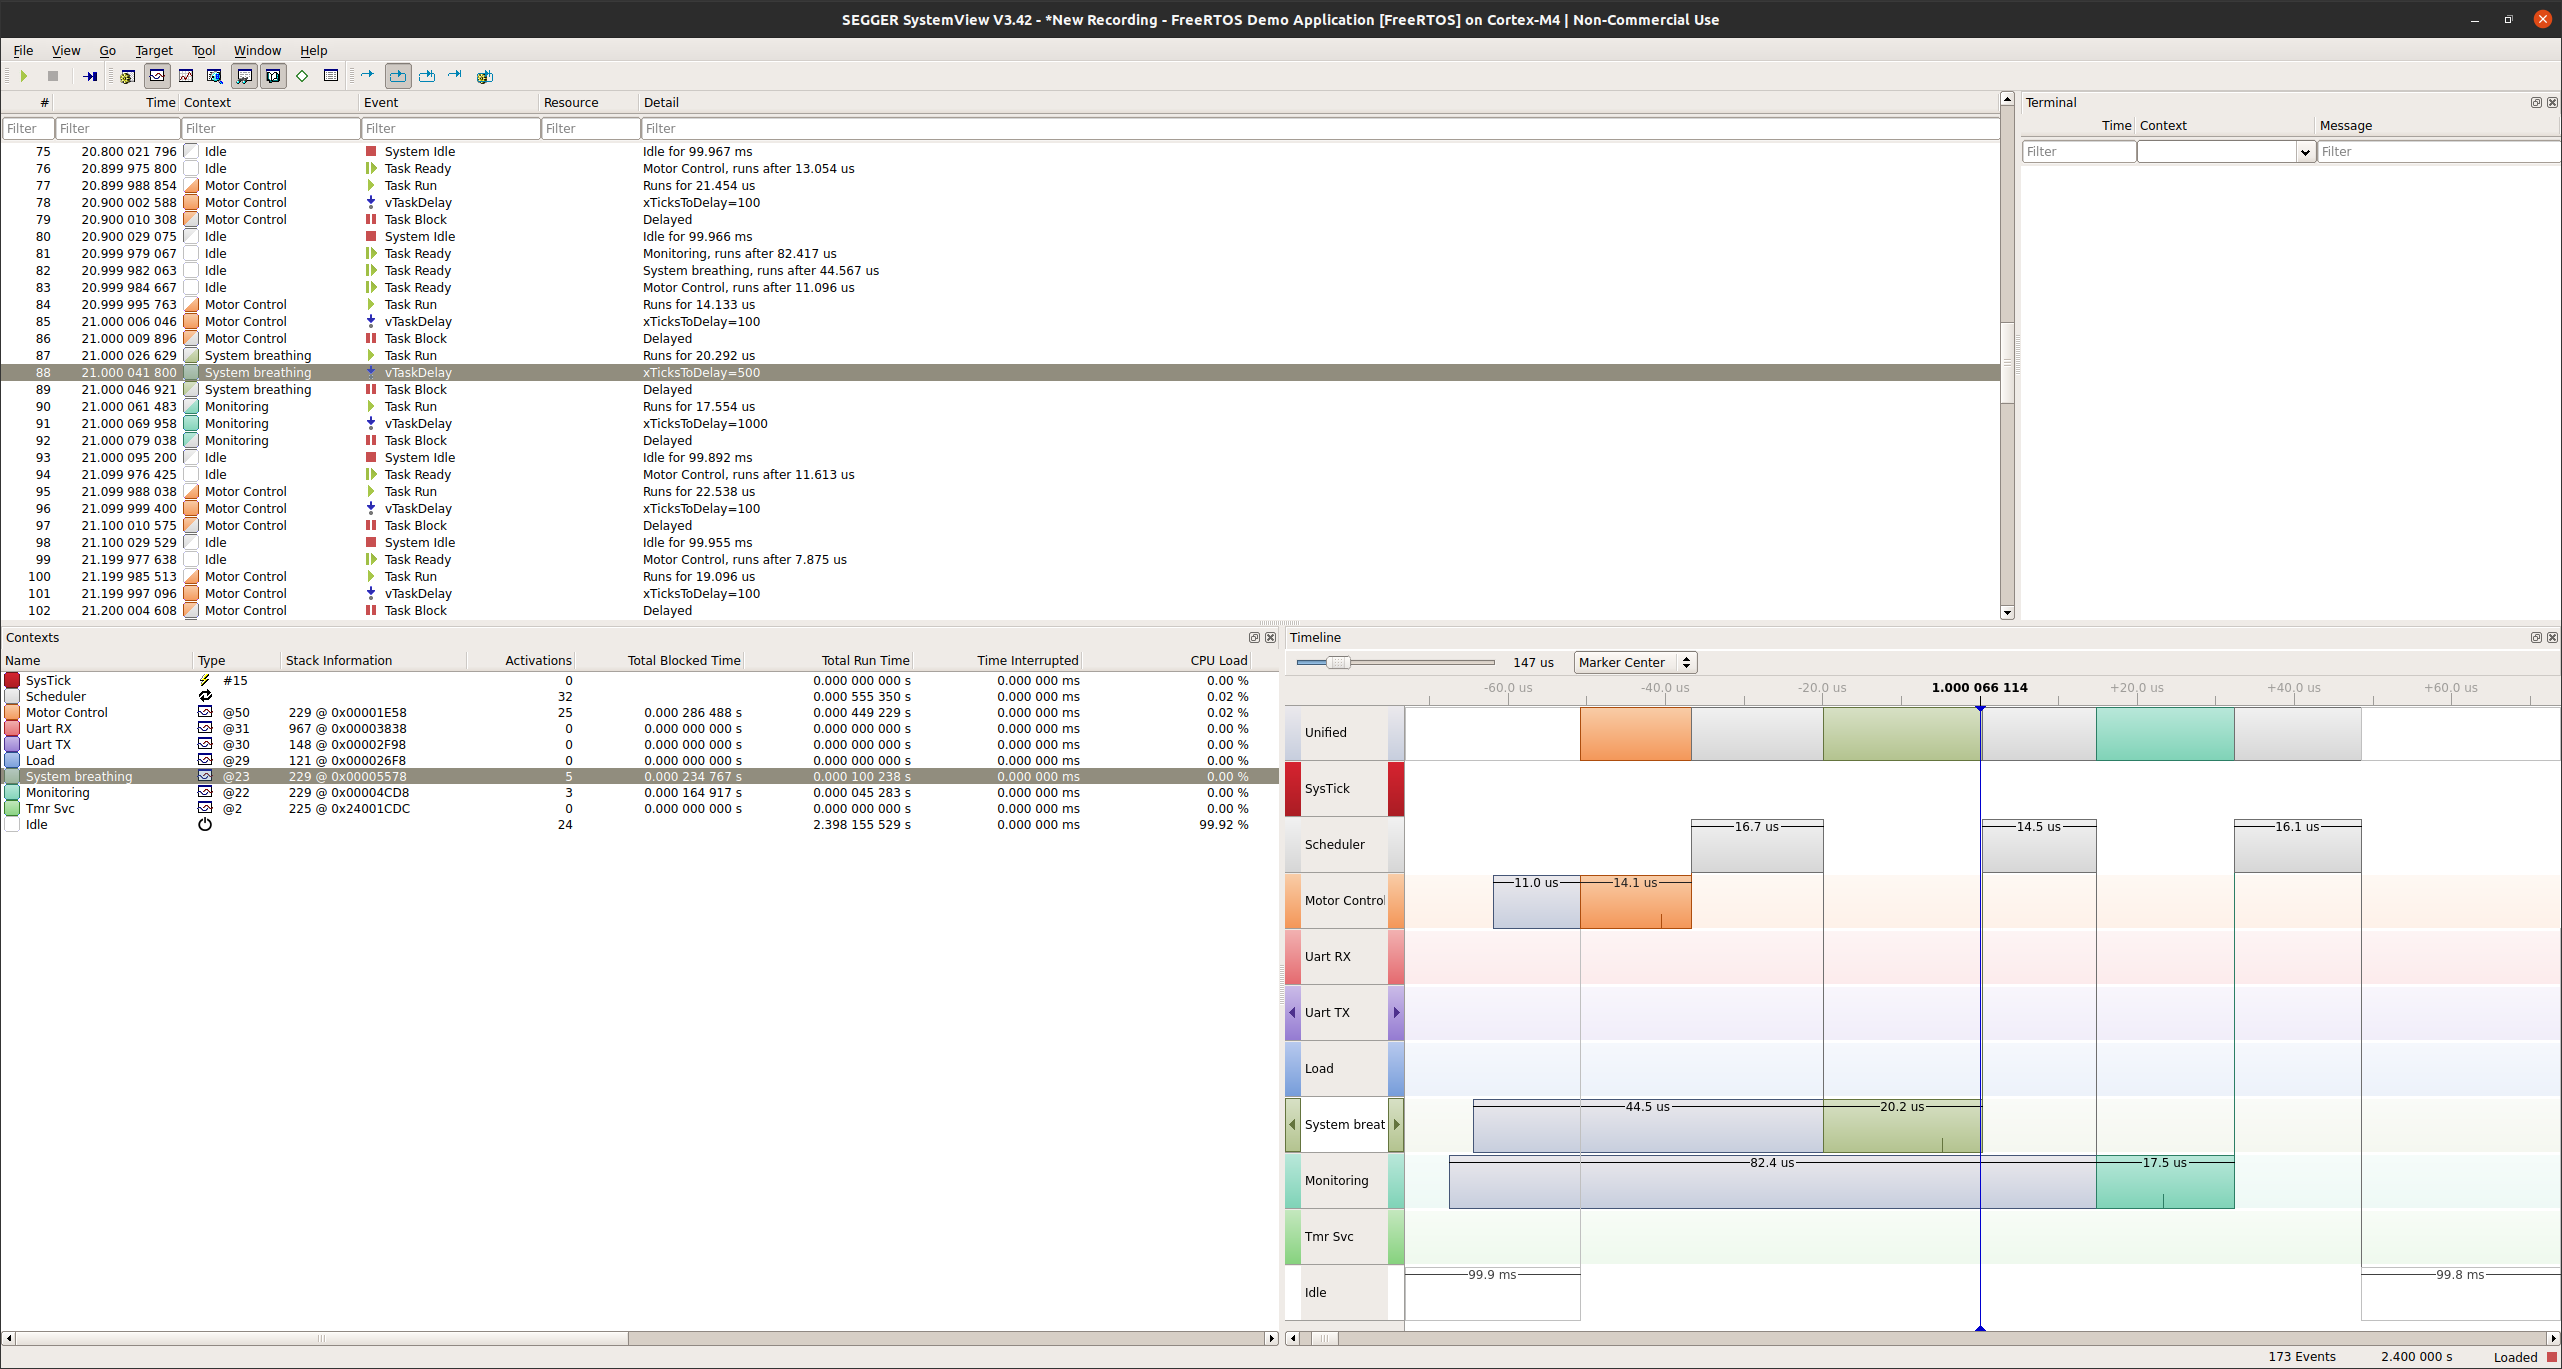 SEGGER SystemView V3.42 - *New Recording - FreeRTOS Demo Application [FreeRTOS] on Cortex-M4 | Non-Commercial Use
File View Go Target Tool Window Help
# Time Context Event Resource Detail
Filter Filter Filter Filter Filter Filter
75 20.800 021 796 Idle System Idle Idle for 99.967 ms
76 20.899 975 800 Idle Task Ready Motor Control, runs after 13.054 us
77 20.899 988 854 Motor Control Task Run Runs for 21.454 us
78 20.900 002 588 Motor Control vTaskDelay xTicksToDelay=100
79 20.900 010 308 Motor Control Task Block Delayed
80 20.900 029 075 Idle System Idle Idle for 99.966 ms
81 20.999 979 067 Idle Task Ready Monitoring, runs after 82.417 us
82 20.999 982 063 Idle Task Ready System breathing, runs after 44.567 us
83 20.999 984 667 Idle Task Ready Motor Control, runs after 11.096 us
84 20.999 995 763 Motor Control Task Run Runs for 14.133 us
85 21.000 006 046 Motor Control vTaskDelay xTicksToDelay=100
86 21.000 009 896 Motor Control Task Block Delayed
87 21.000 026 629 System breathing Task Run Runs for 20.292 us
88 21.000 041 800 System breathing vTaskDelay xTicksToDelay=500
89 21.000 046 921 System breathing Task Block Delayed
90 21.000 061 483 Monitoring Task Run Runs for 17.554 us
91 21.000 069 958 Monitoring vTaskDelay xTicksToDelay=1000
92 21.000 079 038 Monitoring Task Block Delayed
93 21.000 095 200 Idle System Idle Idle for 99.892 ms
94 21.099 976 425 Idle Task Ready Motor Control, runs after 11.613 us
95 21.099 988 038 Motor Control Task Run Runs for 22.538 us
96 21.099 999 400 Motor Control vTaskDelay xTicksToDelay=100
97 21.100 010 575 Motor Control Task Block Delayed
98 21.100 029 529 Idle System Idle Idle for 99.955 ms
99 21.199 977 638 Idle Task Ready Motor Control, runs after 7.875 us
100 21.199 985 513 Motor Control Task Run Runs for 19.096 us
101 21.199 997 096 Motor Control vTaskDelay xTicksToDelay=100
102 21.200 004 608 Motor Control Task Block Delayed
Terminal
Time Context Message
Filter Filter
Contexts
Name Type Stack Information Activations Total Blocked Time Total Run Time Time Interrupted CPU Load
SysTick #15 0 0.000 000 000 s 0.000 000 ms 0.00 %
Scheduler 32 0.000 555 350 s 0.000 000 ms 0.02 %
Motor Control @50 229 @ 0x00001E58 25 0.000 286 488 s 0.000 449 229 s 0.000 000 ms 0.02 %
Uart RX @31 967 @ 0x00003838 0 0.000 000 000 s 0.000 000 000 s 0.000 000 ms 0.00 %
Uart TX @30 148 @ 0x00002F98 0 0.000 000 000 s 0.000 000 000 s 0.000 000 ms 0.00 %
Load @29 121 @ 0x000026F8 0 0.000 000 000 s 0.000 000 000 s 0.000 000 ms 0.00 %
System breathing @23 229 @ 0x00005578 5 0.000 234 767 s 0.000 100 238 s 0.000 000 ms 0.00 %
Monitoring @22 229 @ 0x00004CD8 3 0.000 164 917 s 0.000 045 283 s 0.000 000 ms 0.00 %
Tmr Svc @2 225 @ 0x24001CDC 0 0.000 000 000 s 0.000 000 000 s 0.000 000 ms 0.00 %
Idle 24 2.398 155 529 s 0.000 000 ms 99.92 %
Timeline
147 us Marker Center
-60.0 us -40.0 us -20.0 us 1.000 066 114 +20.0 us +40.0 us +60.0 us
Unified
SysTick
Scheduler 16.7 us 14.5 us 16.1 us
Motor Control 11.0 us 14.1 us
Uart RX
Uart TX
Load
System breat 44.5 us 20.2 us
Monitoring 82.4 us 17.5 us
Tmr Svc
Idle 99.9 ms 99.8 ms
173 Events 2.400 000 s Loaded